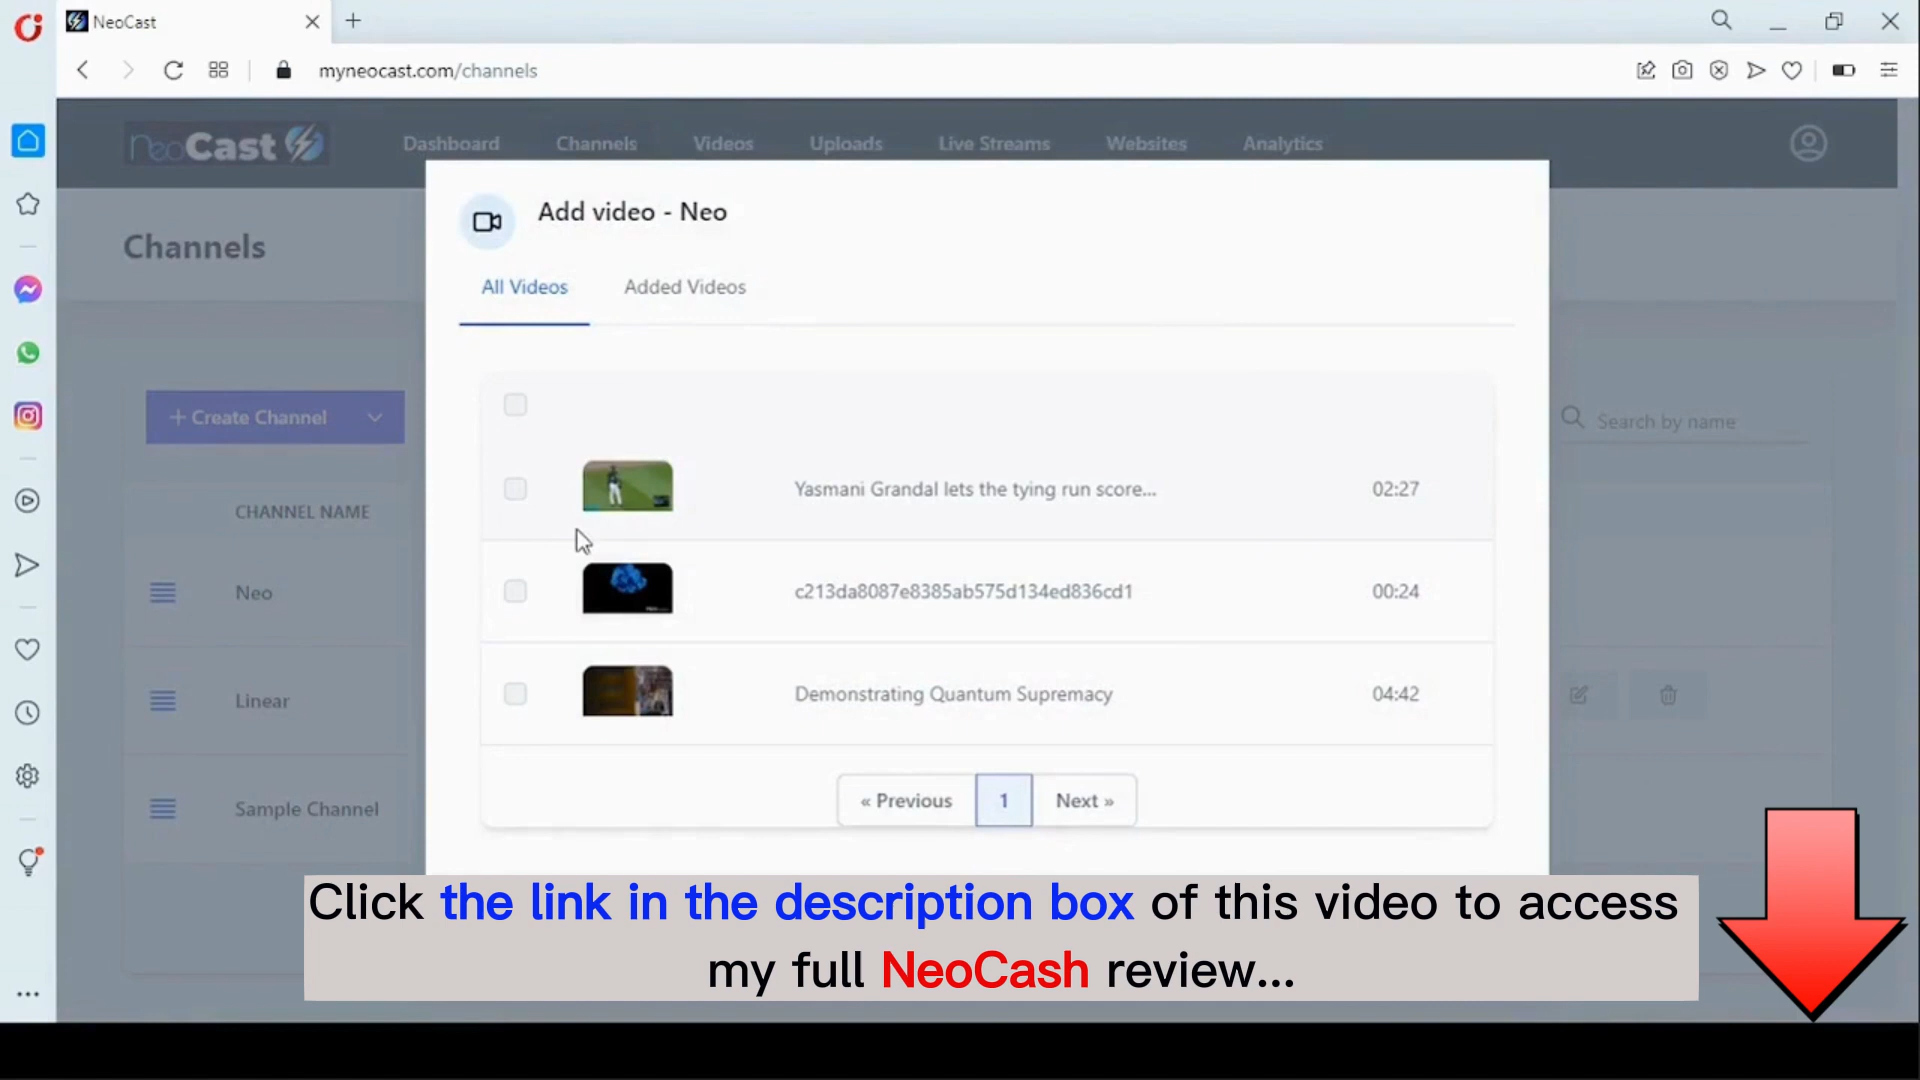 NeoCast
myneocast.com/channels
neoCast
Dashboard
Channels
Videos
Uploads
Live Streams
Websites
Analytics
Add video - Neo
Channels
All Videos
Added Videos
+ Create Channel
Search by name
Yasmani Grandal lets the tying run score...
02:27
CHANNEL NAME
Neo
c213da8087e8385ab575d134ed836cd1
00:24
Linear
Demonstrating Quantum Supremacy
04:42
Sample Channel
« Previous
1
Next »
Click the link in the description box of this video to access
my full NeoCash review...